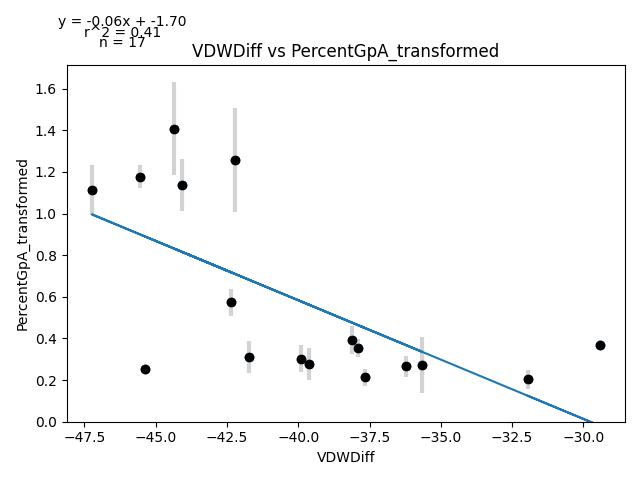 y = -0.06x + -1.70
r^2 = 0.41
n = 17
VDWDiff vs PercentGpA_transformed
1.6
1.4
1.2
1.0
0.8
0.6
0.4
0.2
0.0
PercentGpA_transformed
−47.5 −45.0 −42.5 −40.0 −37.5 −35.0 −32.5 −30.0
VDWDiff